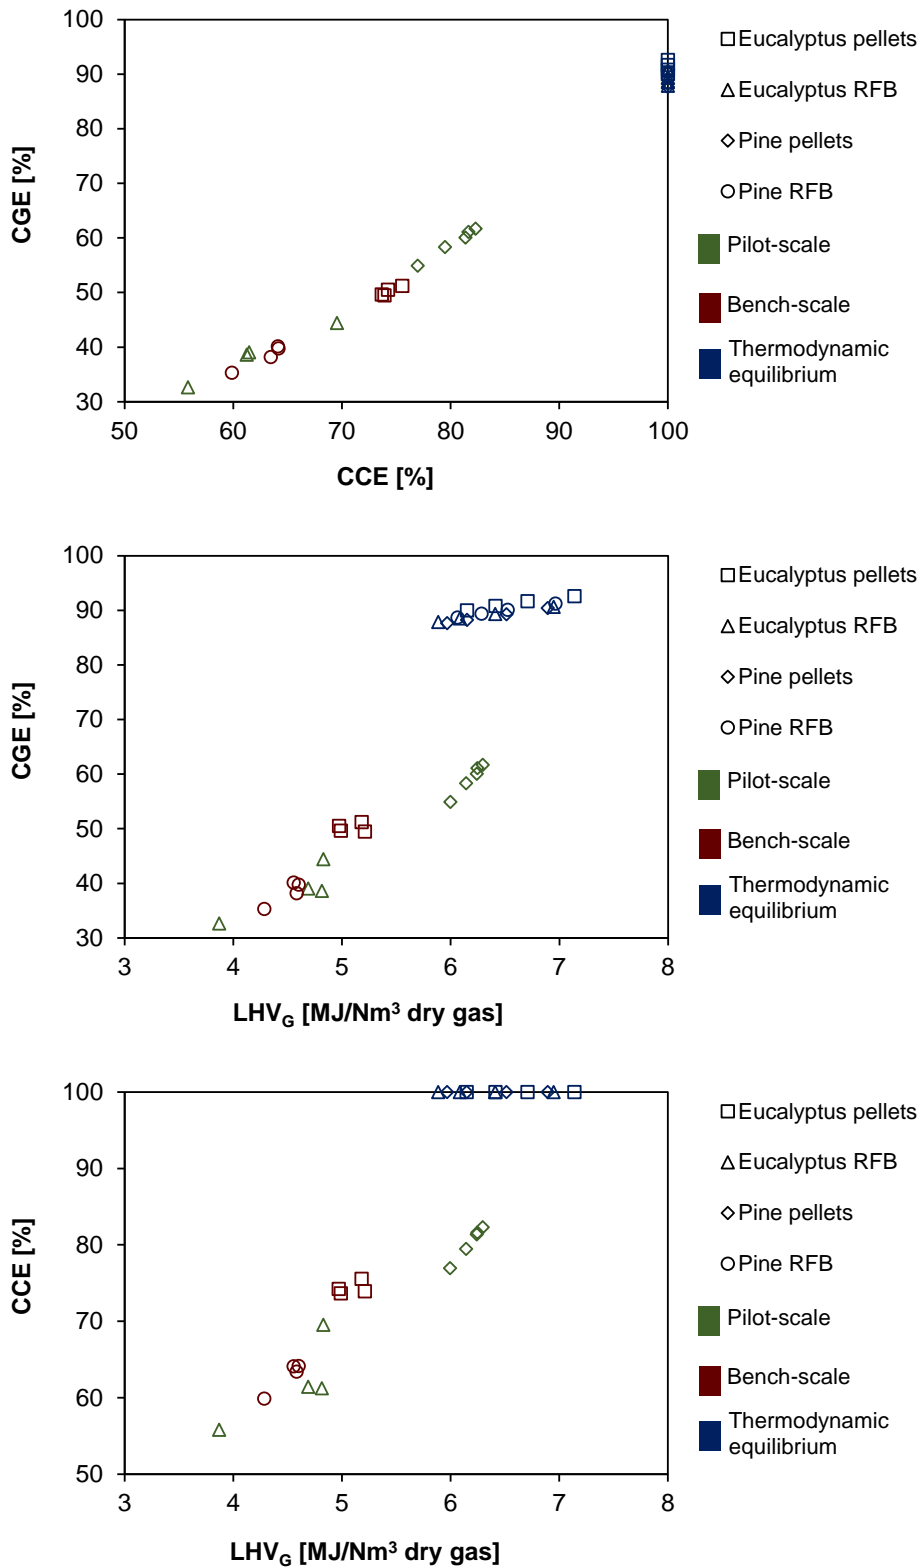 100
90
80
70
60
50
40
30
CGE [%]
50 60 70 80 90 100
CCE [%]
Eucalyptus pellets
Eucalyptus RFB
Pine pellets
Pine RFB
Pilot-scale
Bench-scale
Thermodynamic
equilibrium
100
90
80
70
60
50
40
30
CGE [%]
3 4 5 6 7 8
LHVG [MJ/Nm³ dry gas]
Eucalyptus pellets
Eucalyptus RFB
Pine pellets
Pine RFB
Pilot-scale
Bench-scale
Thermodynamic
equilibrium
100
90
80
70
60
50
CCE [%]
3 4 5 6 7 8
LHVG [MJ/Nm³ dry gas]
Eucalyptus pellets
Eucalyptus RFB
Pine pellets
Pine RFB
Pilot-scale
Bench-scale
Thermodynamic
equilibrium